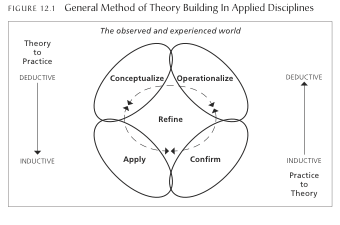 FIGURE 12.1 General Method of Theory Building In Applied Disciplines
The observed and experienced world
Theory
to
Practice
DEDUCTIVE
INDUCTIVE
Conceptualize
Operationalize
Refine
Apply
Confirm
DEDUCTIVE
INDUCTIVE
Practice
to
Theory